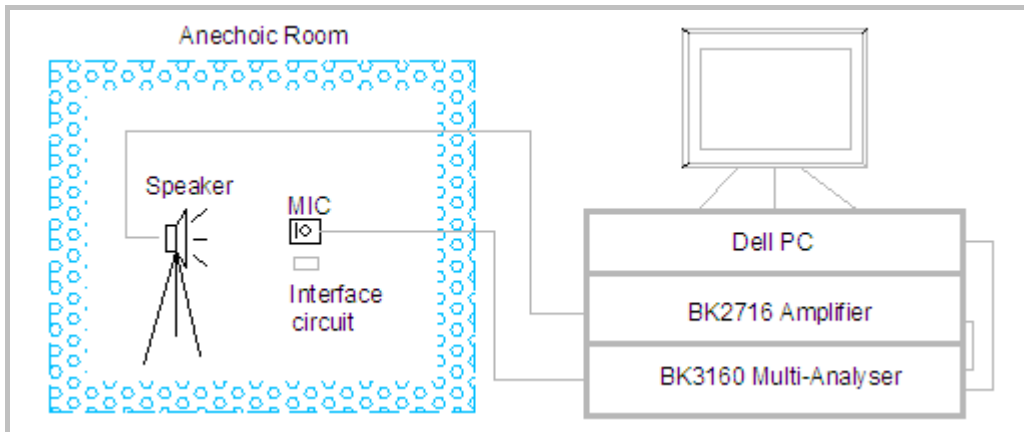 Anechoic Room
Speaker
MIC
Interface
circuit
Dell PC
BK2716 Amplifier
BK3160 Multi-Analyser